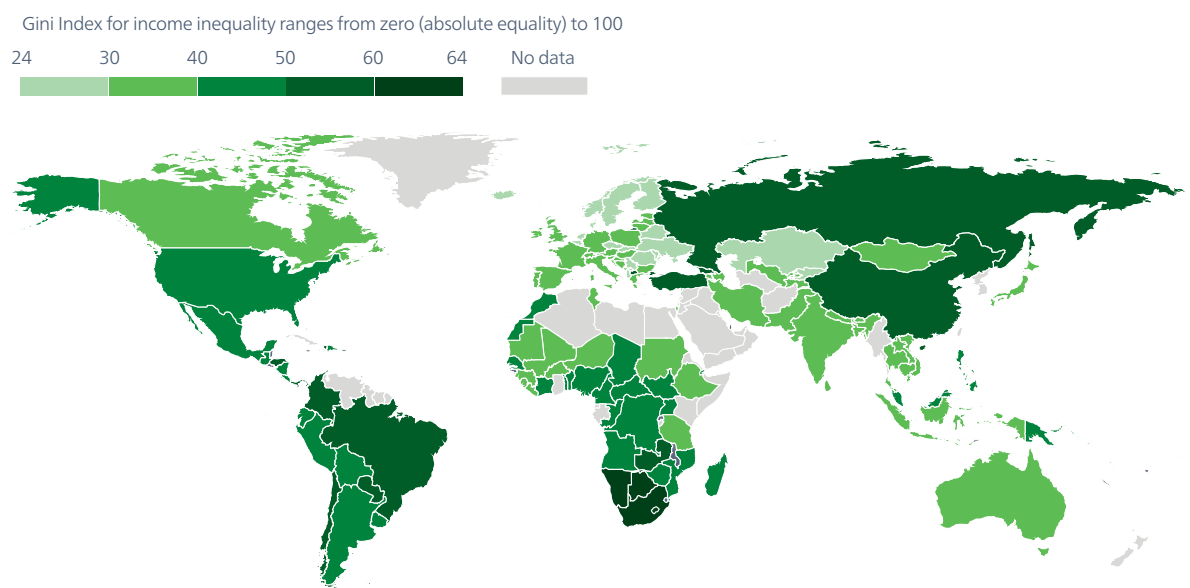 Gini Index for income inequality ranges from zero (absolute equality) to 100
24 30 40 50 60 64 No data